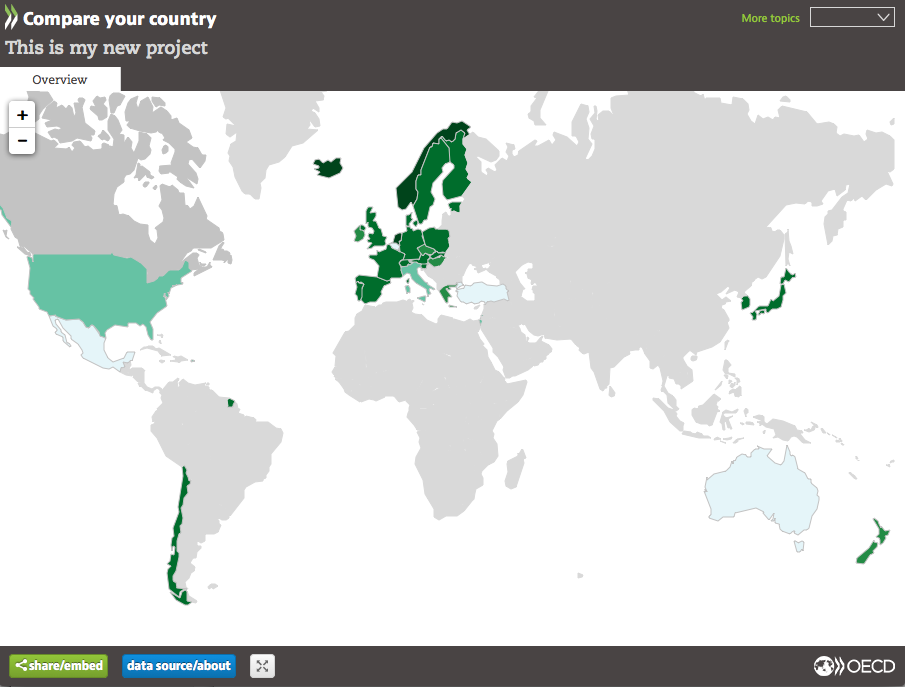 Compare your country
More topics
This is my new project
Overview
+
−
share/embed
data source/about
OECD